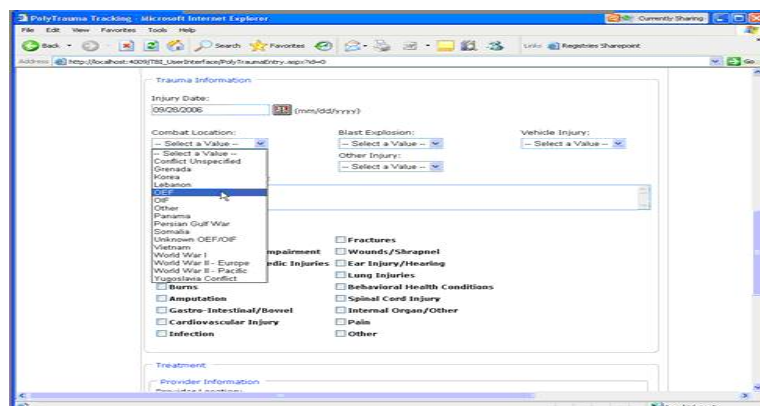 PolyTrauma Tracking - Microsoft Internet Explorer Currently Sharing
File Edit View Favorites Tools Help
Back Search Favorites Links Registries Sharepoint
Address http://localhost:4009/TBI_UserInterface/PolyTraumaEntry.aspx?id=0 Go
Trauma Information
Injury Date:
09/28/2006 (mm/dd/yyyy)
Combat Location: Blast Explosion: Vehicle Injury:
-- Select a Value -- -- Select a Value -- -- Select a Value --
-- Select a Value -- Other Injury:
Conflict Unspecified
Grenada -- Select a Value --
Korea
Lebanon
OEF
OIF
Other
Panama
Persian Gulf War
Somalia
Unknown OEF/OIF Fractures
Vietnam
World War I mpairment Wounds/Shrapnel
World War II - Europe edic Injuries Ear Injury/Hearing
World War II - Pacific
Yugoslavia Conflict Lung Injuries
Burns Behavioral Health Conditions
Amputation Spinal Cord Injury
Gastro-Intestinal/Bowel Internal Organ/Other
Cardiovascular Injury Pain
Infection Other
Treatment
Provider Information